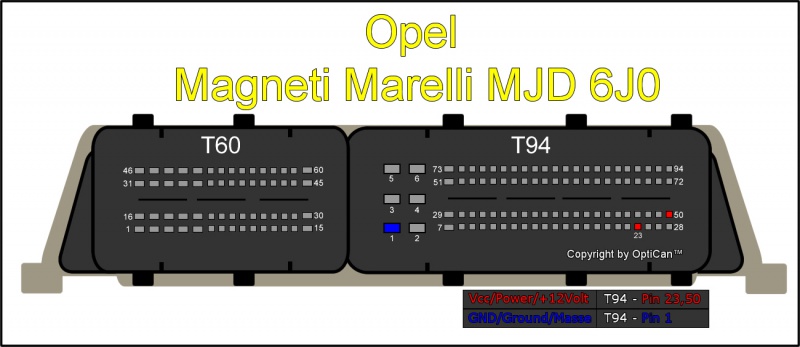 Opel
Magneti Marelli MJD 6J0
T60
T94
46 60
31 45
16 30
1 15
5 6
3 4
1 2
73 94
51 72
29 50
7 28
23
Copyright by OptiCan™
Vcc/Power/+12Volt T94 - Pin 23,50
GND/Ground/Masse T94 - Pin 1